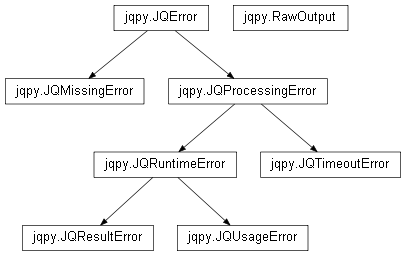 jqpy.JQError
jqpy.RawOutput
jqpy.JQMissingError
jqpy.JQProcessingError
jqpy.JQRuntimeError
jqpy.JQTimeoutError
jqpy.JQResultError
jqpy.JQUsageError